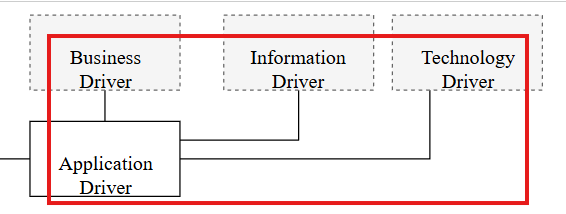 Business
Driver
Information
Driver
Technology
Driver
Application
Driver